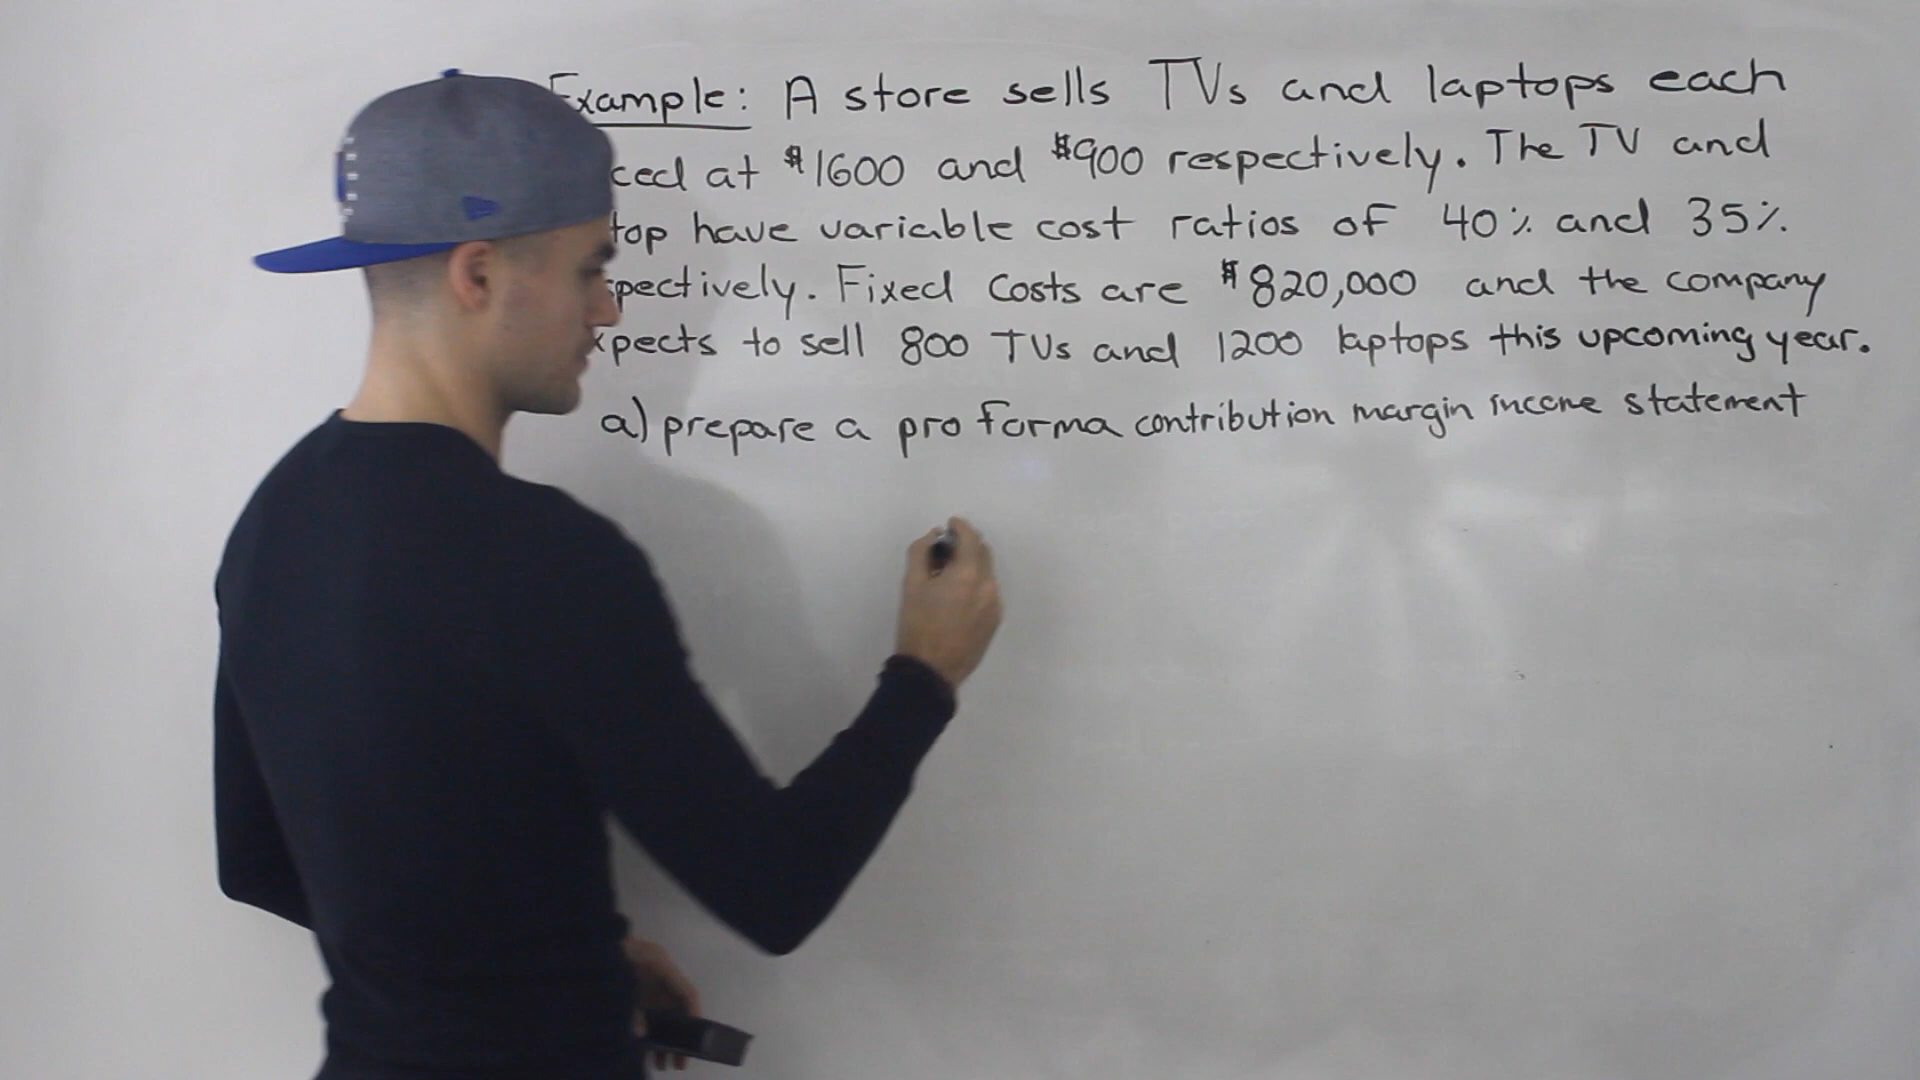 Example: A store sells TVs and laptops each
ced at $1600 and $900 respectively. The TV and
top have variable cost ratios of 40% and 35%
spectively. Fixed Costs are $820,000 and the company
xpects to sell 800 TVs and 1200 laptops this upcoming year.
a) prepare a pro forma contribution margin income statement